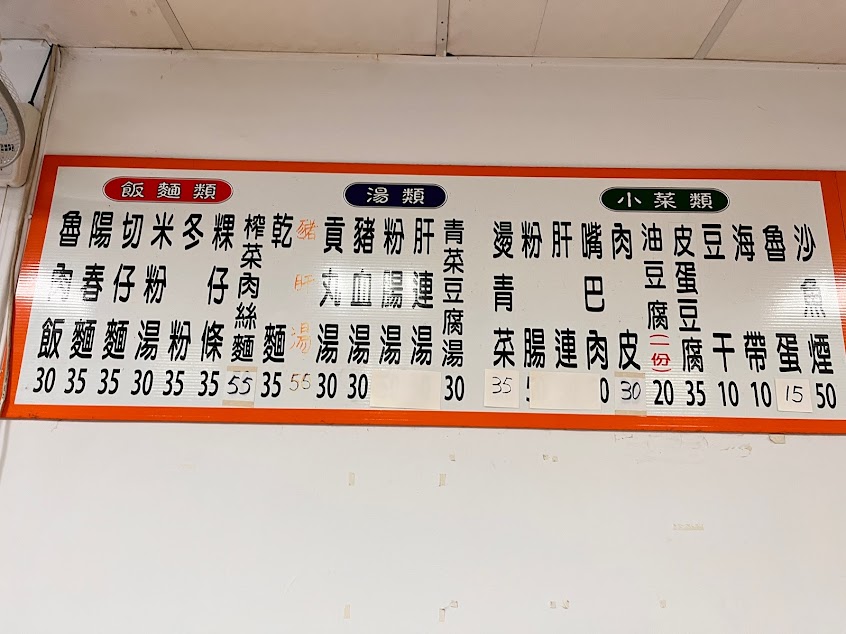 飯麵類
魯肉飯 30
陽春麵 35
切仔麵 35
米粉湯 30
冬粉 35
粿仔條 35
榨菜肉絲麵 55
乾麵 35
豬肝湯 55
湯類
貢丸湯 30
豬血湯 30
粉腸湯
肝連湯
青菜豆腐湯 30
小菜類
燙青菜 35
粉腸
肝連
嘴巴肉 0
肉皮 30
油豆腐(一份) 20
皮蛋豆腐 35
豆干 10
海帶 10
魯蛋 15
沙魚煙 50